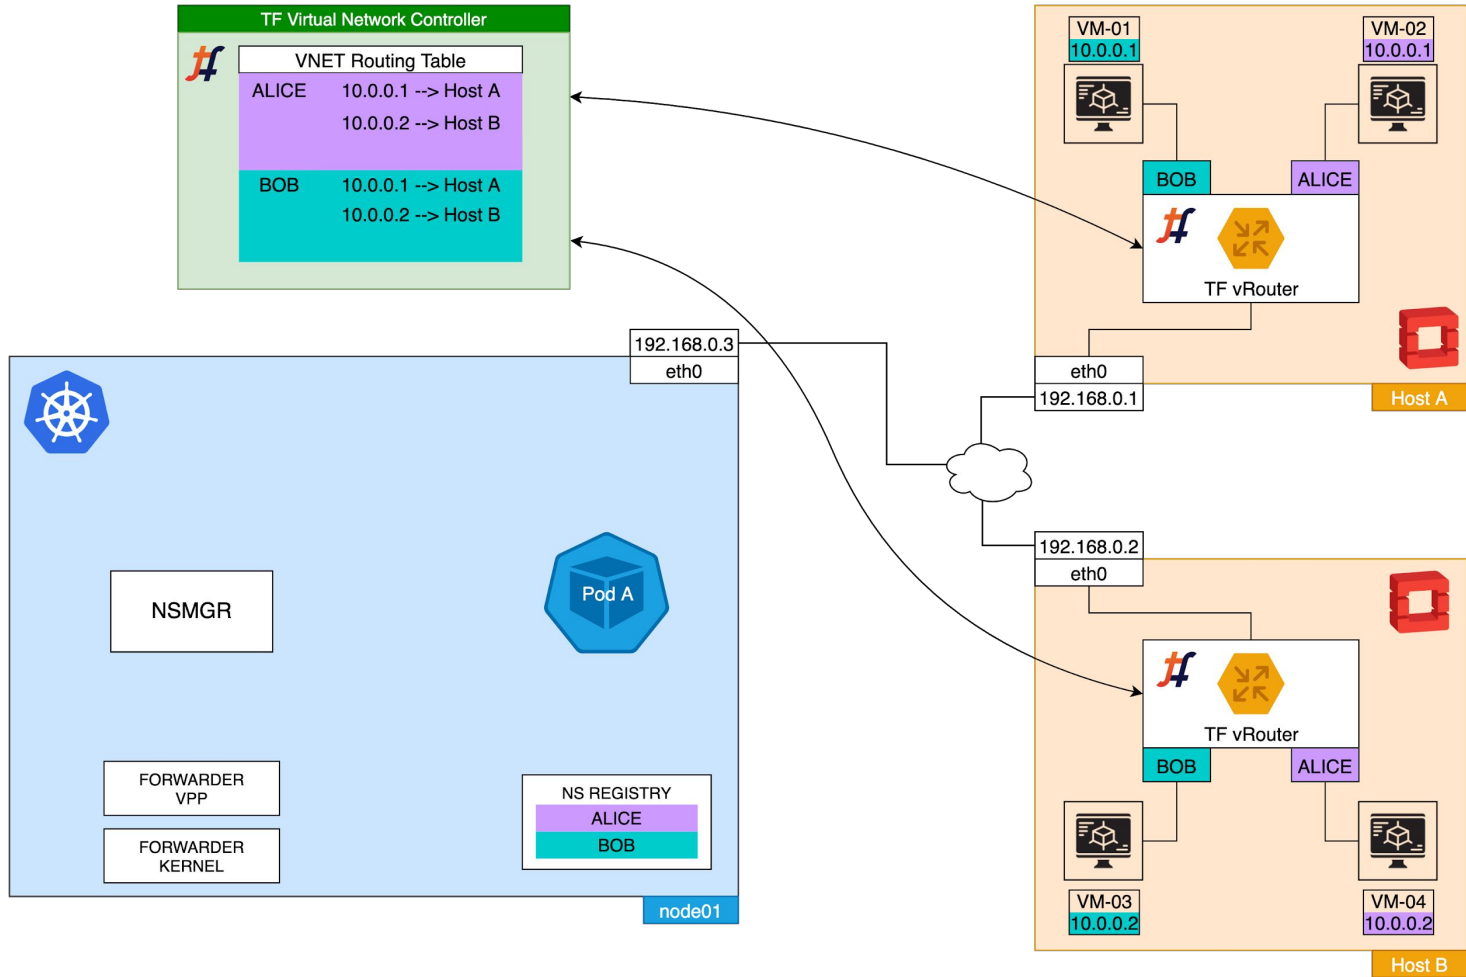 TF Virtual Network Controller
VNET Routing Table
ALICE 10.0.0.1 --> Host A
10.0.0.2 --> Host B
BOB 10.0.0.1 --> Host A
10.0.0.2 --> Host B
VM-01
10.0.0.1
VM-02
10.0.0.1
BOB
ALICE
TF vRouter
eth0
192.168.0.1
Host A
192.168.0.3
eth0
NSMGR
Pod A
FORWARDER
VPP
FORWARDER
KERNEL
NS REGISTRY
ALICE
BOB
node01
192.168.0.2
eth0
TF vRouter
BOB
ALICE
VM-03
10.0.0.2
VM-04
10.0.0.2
Host B